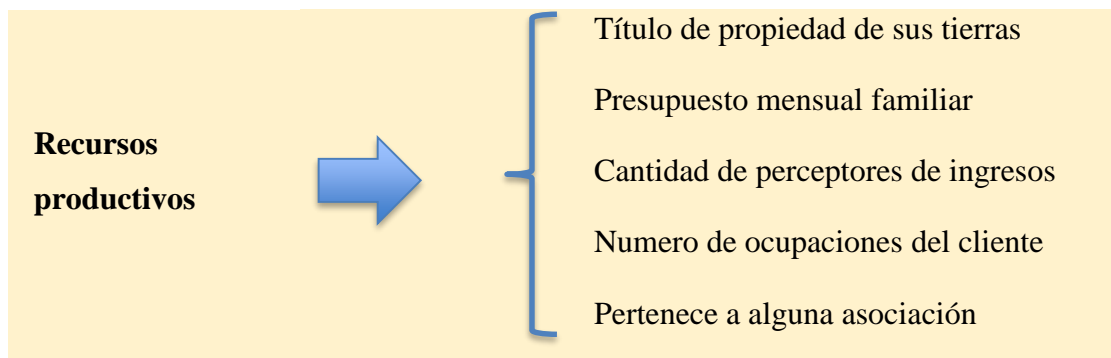 Recursos
productivos
Título de propiedad de sus tierras
Presupuesto mensual familiar
Cantidad de perceptores de ingresos
Numero de ocupaciones del cliente
Pertenece a alguna asociación